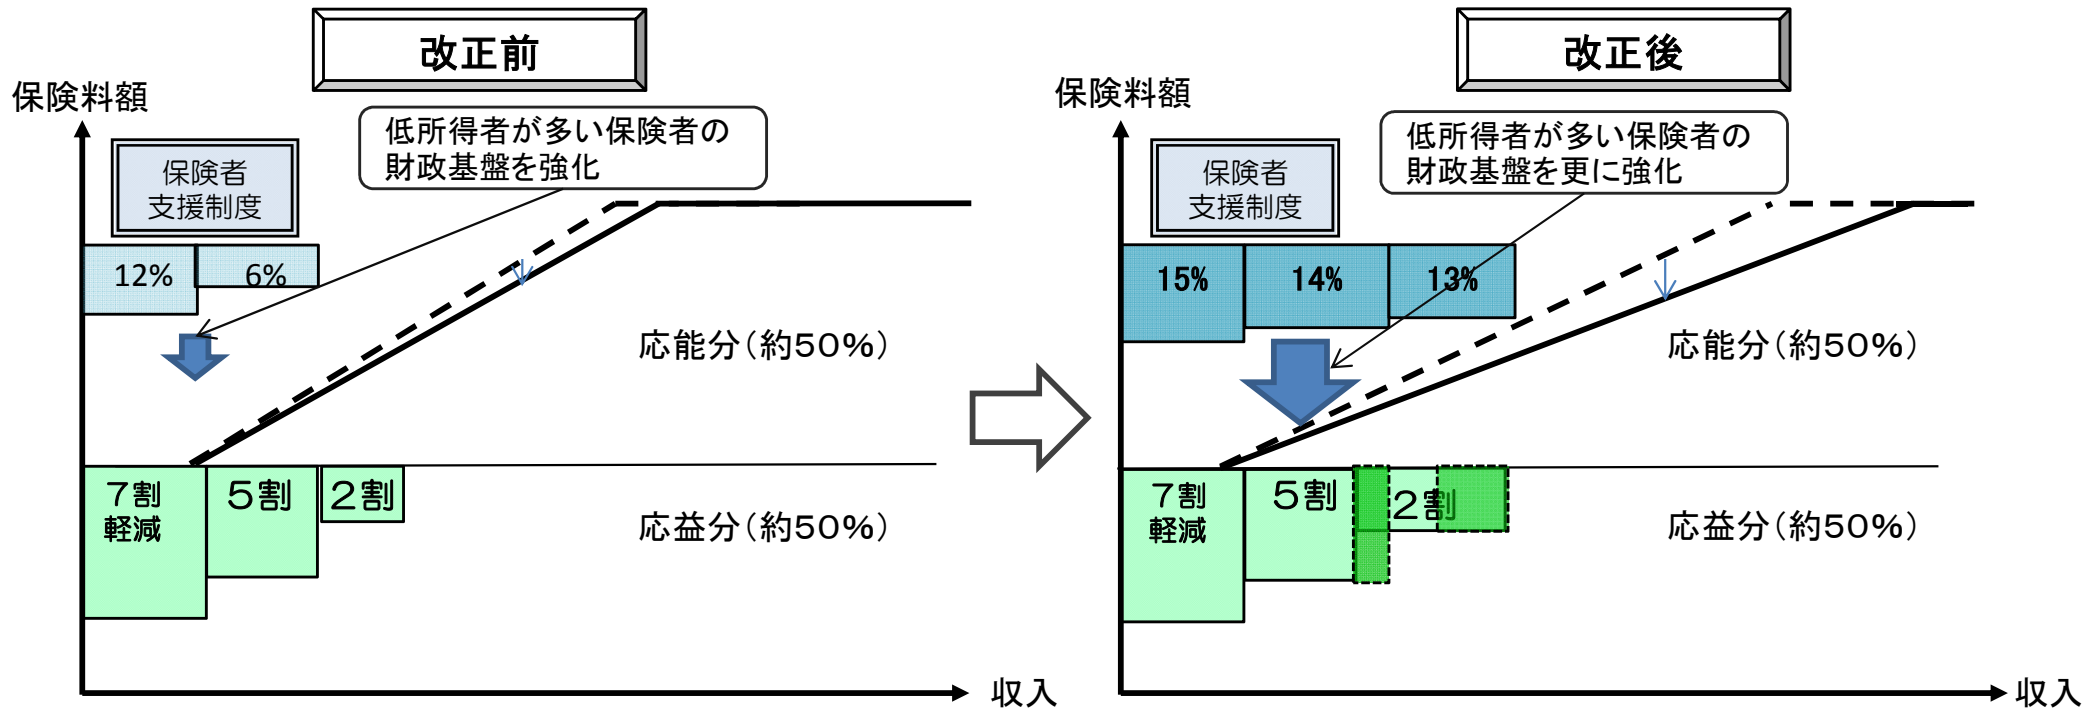 改正前
保険料額
低所得者が多い保険者の
財政基盤を強化
保険者
支援制度
12%
6%
応能分（約５０％）
７割
軽減
５割
２割
応益分（約５０％）
収入
改正後
保険料額
低所得者が多い保険者の
財政基盤を更に強化
保険者
支援制度
15%
14%
13%
応能分（約５０％）
７割
軽減
５割
２割
応益分（約５０％）
収入